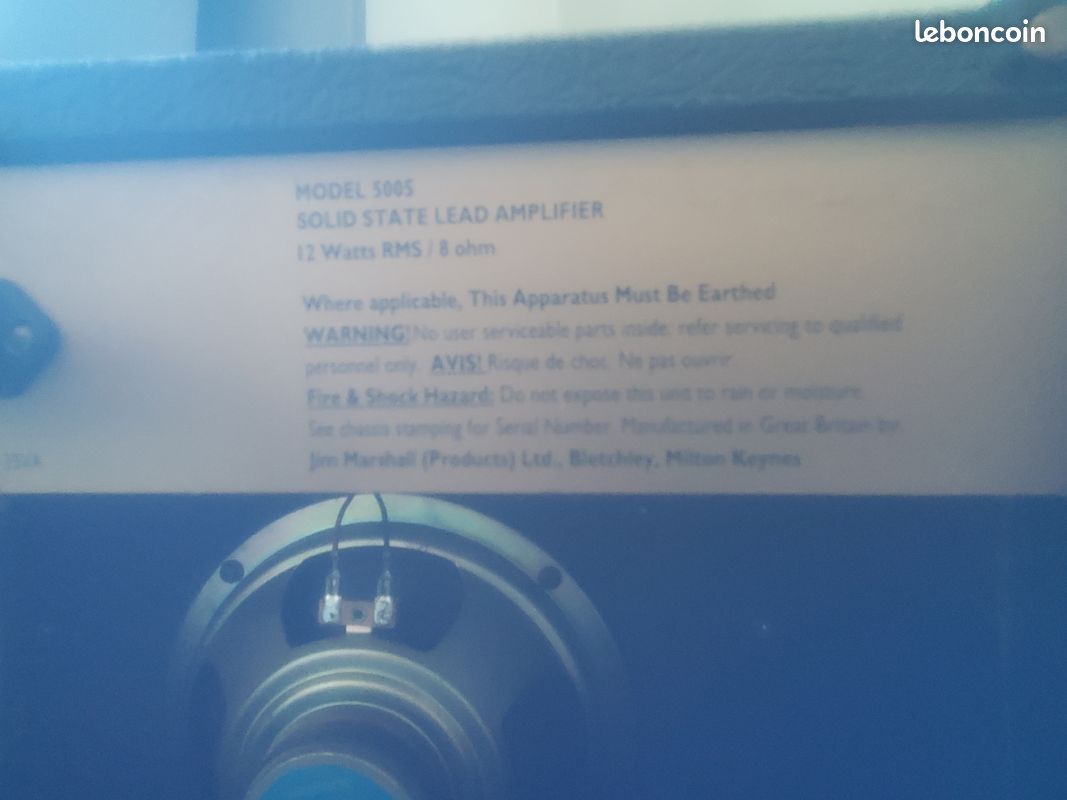 leboncoin
MODEL 5005
SOLID STATE LEAD AMPLIFIER
12 Watts RMS / 8 ohm
Where applicable, This Apparatus Must Be Earthed
WARNING! No user serviceable parts inside: refer servicing to qualified
personnel only. AVIS! Risque de choc. Ne pas ouvrir.
Fire & Shock Hazard: Do not expose this unit to rain or moisture.
See chassis stamping for Serial Number. Manufactured in Great Britain by
Jim Marshall (Products) Ltd., Bletchley, Milton Keynes